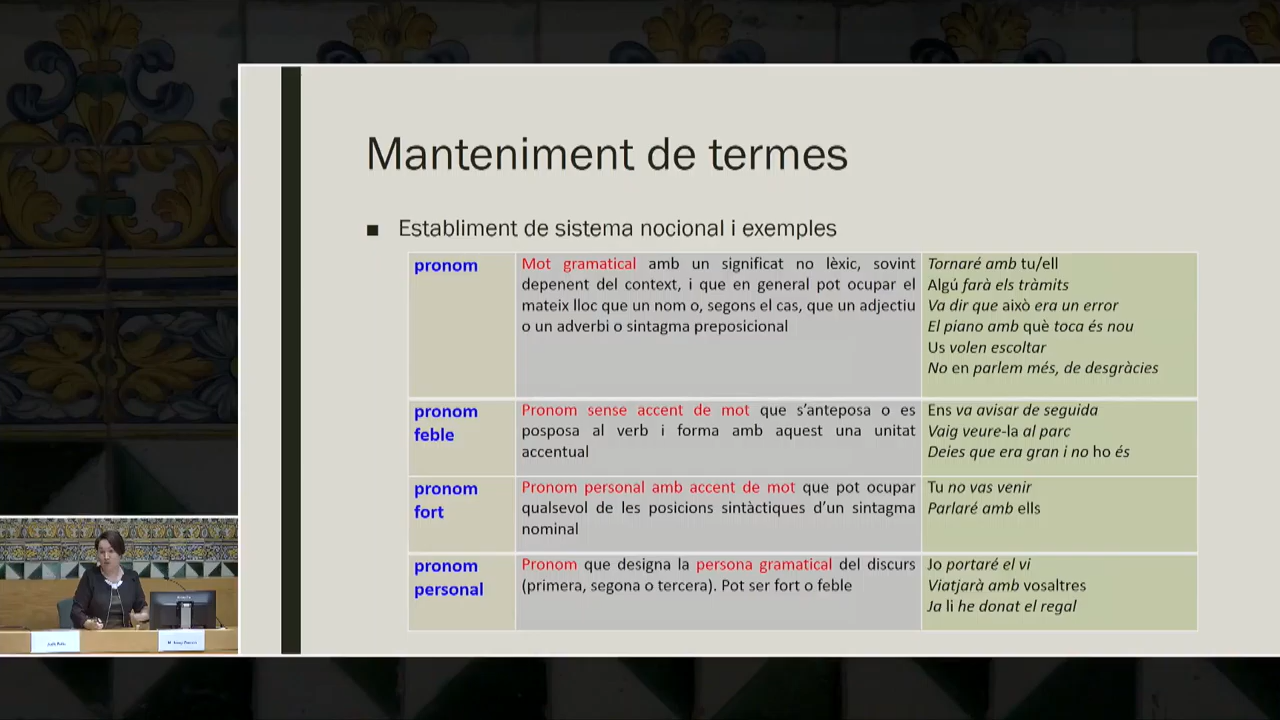 Manteniment de termes
■ Establiment de sistema nocional i exemples
pronom
Mot gramatical amb un significat no lèxic, sovint
depenent del context, i que en general pot ocupar el
mateix lloc que un nom o, segons el cas, que un adjectiu
o un adverbi o sintagma preposicional
Tornaré amb tu/ell
Algú farà els tràmits
Va dir que això era un error
El piano amb què toca és nou
Us volen escoltar
No en parlem més, de desgràcies
pronom
feble
Pronom sense accent de mot que s'anteposa o es
posposa al verb i forma amb aquest una unitat
accentual
Ens va avisar de seguida
Vaig veure-la al parc
Deies que era gran i no ho és
pronom
fort
Pronom personal amb accent de mot que pot ocupar
qualsevol de les posicions sintàctiques d'un sintagma
nominal
Tu no vas venir
Parlaré amb ells
pronom
personal
Pronom que designa la persona gramatical del discurs
(primera, segona o tercera). Pot ser fort o feble
Jo portaré el vi
Viatjarà amb vosaltres
Ja li he donat el regal